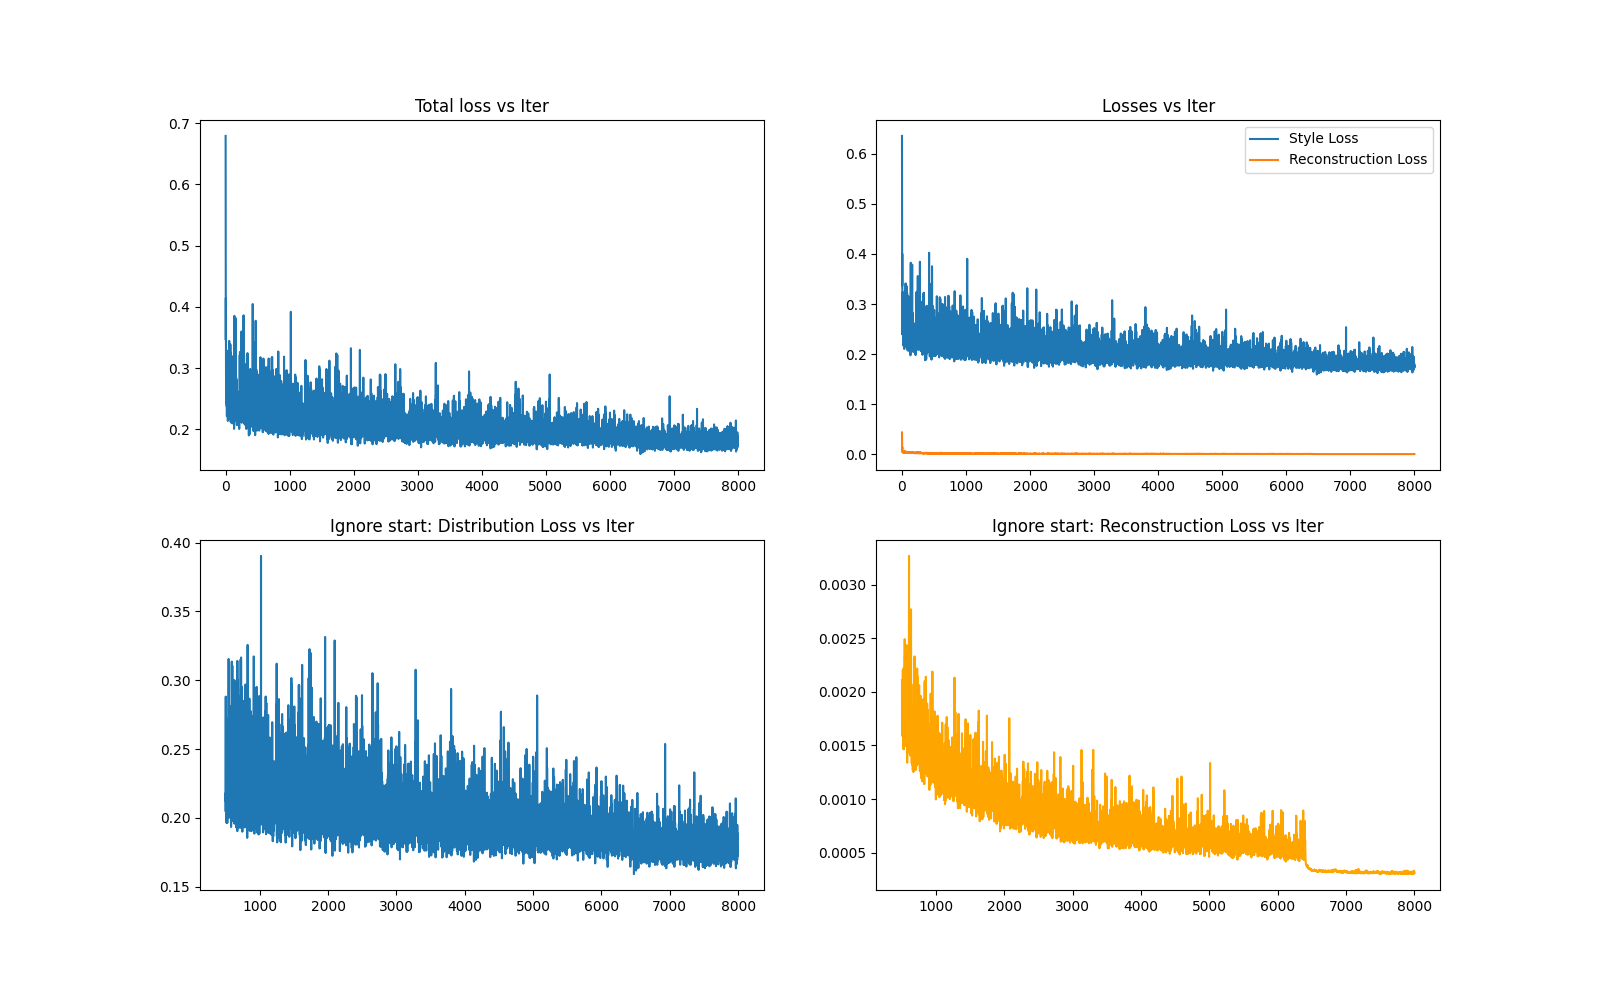 Total loss vs Iter
0.7
0.6
0.5
0.4
0.3
0.2
0 1000 2000 3000 4000 5000 6000 7000 8000
Losses vs Iter
Style Loss
Reconstruction Loss
0.6
0.5
0.4
0.3
0.2
0.1
0.0
0 1000 2000 3000 4000 5000 6000 7000 8000
Ignore start: Distribution Loss vs Iter
0.40
0.35
0.30
0.25
0.20
0.15
1000 2000 3000 4000 5000 6000 7000 8000
Ignore start: Reconstruction Loss vs Iter
0.0030
0.0025
0.0020
0.0015
0.0010
0.0005
1000 2000 3000 4000 5000 6000 7000 8000